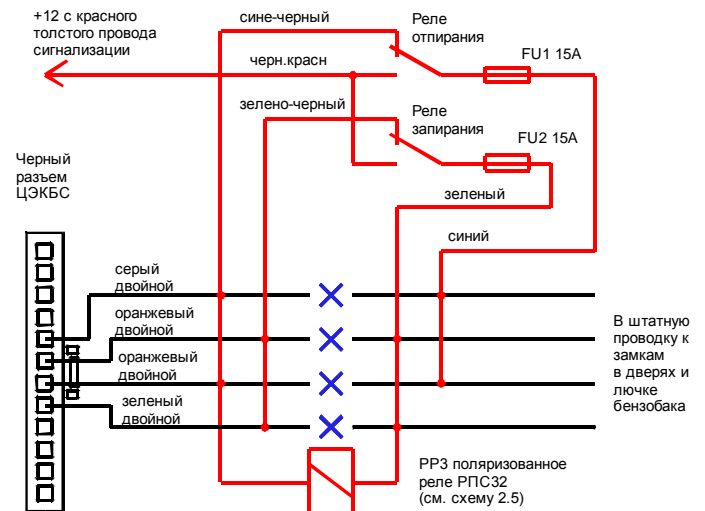 +12 с красного
толстого провода
сигнализации
сине-черный
Реле
отпирания
FU1 15А
черн.красн
зелено-черный
Реле
запирания
FU2 15А
Черный
разъем
ЦЭКБС
зеленый
синий
серый
двойной
оранжевый
двойной
оранжевый
двойной
зеленый
двойной
В штатную
проводку к
замкам
в дверях и
лючке
бензобака
РР3 поляризованное
реле РПС32
(см. схему 2.5)